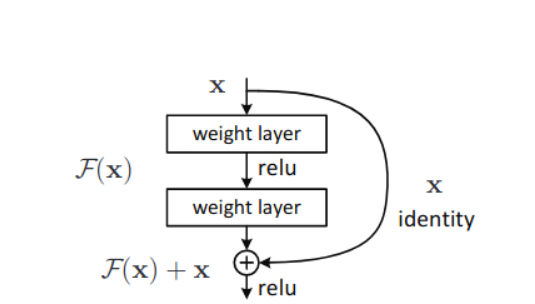 x
weight layer
F(x)
relu
weight layer
x
identity
F(x) + x
relu